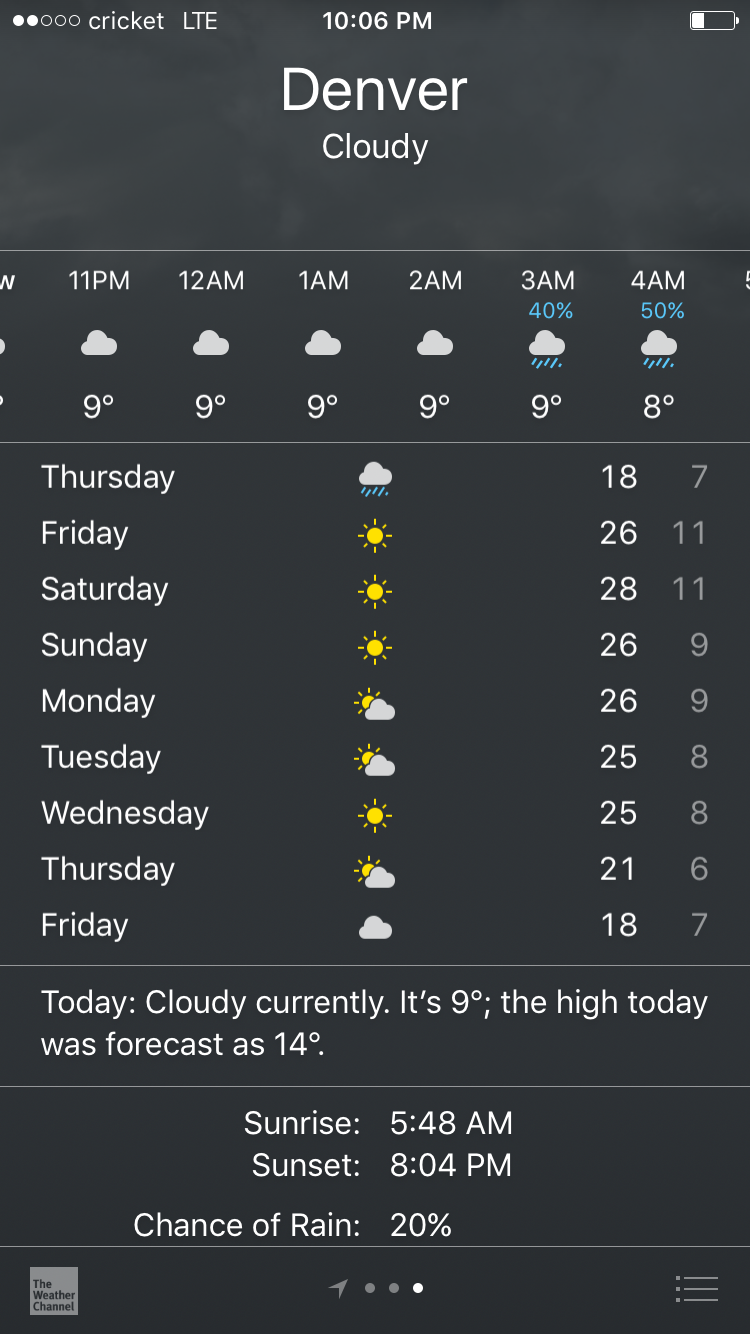 cricket LTE 10:06 PM
Denver
Cloudy
w 11PM 12AM 1AM 2AM 3AM 4AM
40% 50%
9° 9° 9° 9° 9° 8°
Thursday 18 7
Friday 26 11
Saturday 28 11
Sunday 26 9
Monday 26 9
Tuesday 25 8
Wednesday 25 8
Thursday 21 6
Friday 18 7
Today: Cloudy currently. It’s 9°; the high today
was forecast as 14°.
Sunrise: 5:48 AM
Sunset: 8:04 PM
Chance of Rain: 20%
The
Weather
Channel